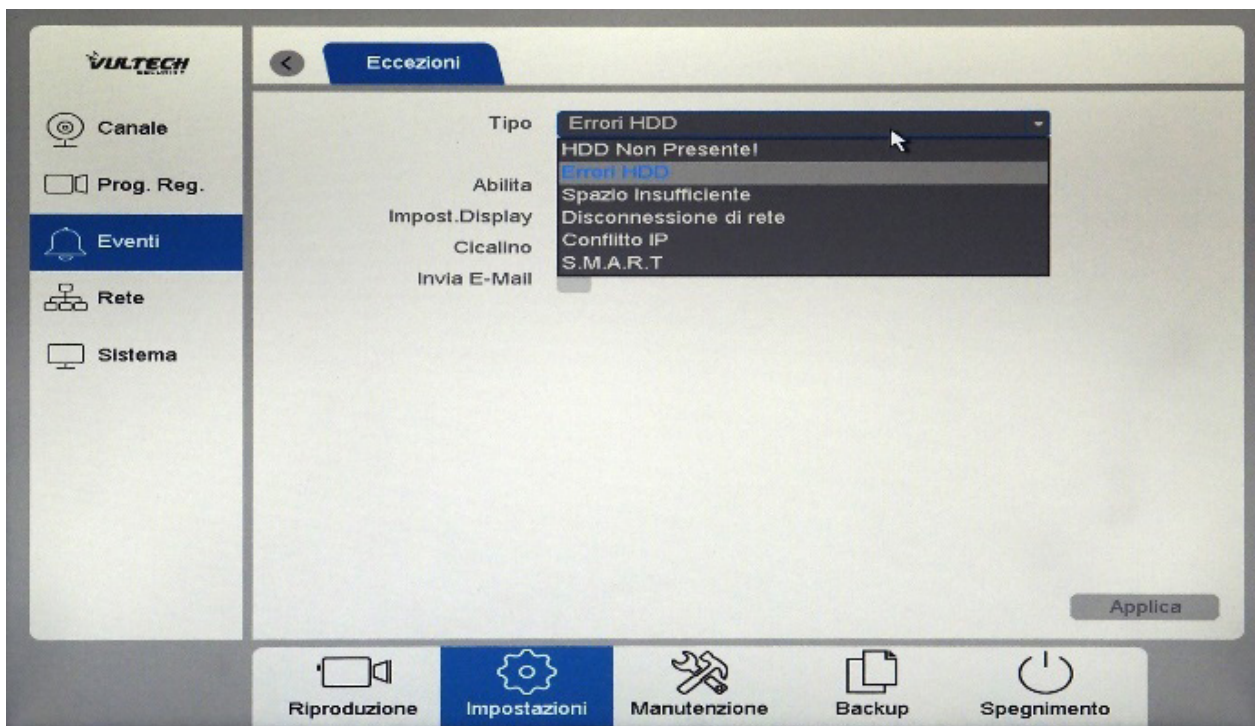 VULTECH
SECURITY
Eccezioni
Canale
Prog. Reg.
Eventi
Rete
Sistema
Tipo
Errori HDD
HDD Non Presente!
Errori HDD
Spazio Insufficiente
Disconnessione di rete
Conflitto IP
S.M.A.R.T
Abilita
Impost.Display
Cicalino
Invia E-Mail
Applica
Riproduzione
Impostazioni
Manutenzione
Backup
Spegnimento